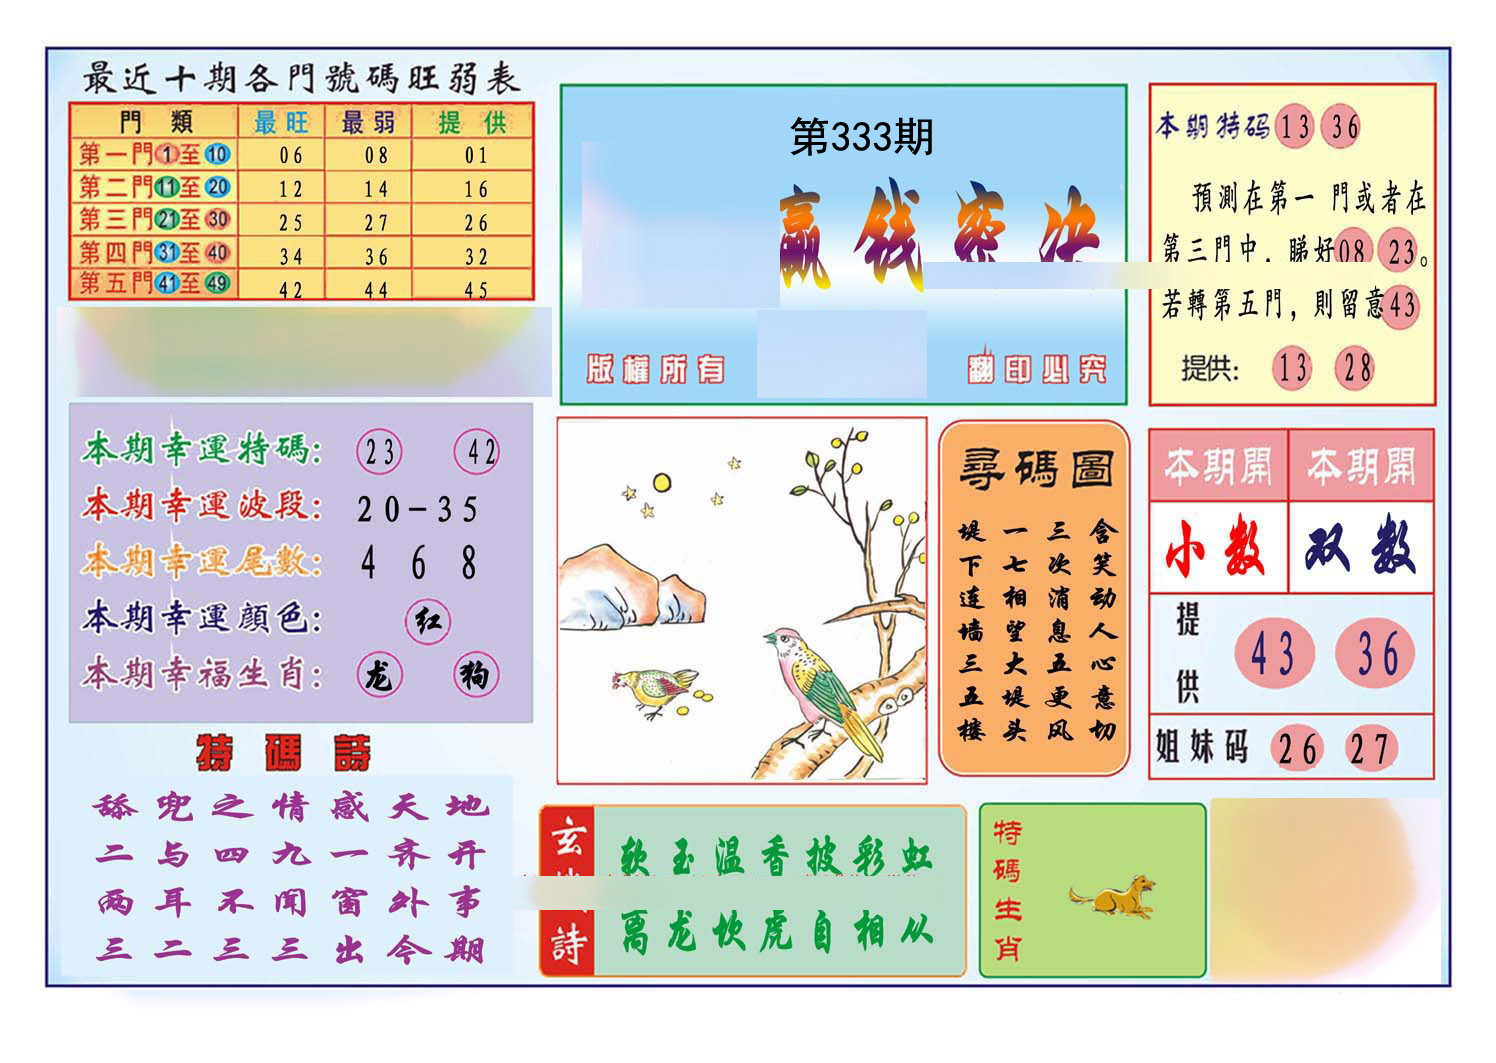 最近十期各門號碼旺弱表
門類 最旺 最弱 提供
第一門1至10 06 08 01
第二門11至20 12 14 16
第三門21至30 25 27 26
第四門31至40 34 36 32
第五門41至49 42 44 45
第333期
赢钱密决
版權所有 翻印必究
本期特码 13 36
預測在第一 門或者在
第三門中．睇好08 23。
若轉第五門，則留意43
提供: 13 28
本期幸運特碼: 23 42
本期幸運波段: 20-35
本期幸運尾數: 4 6 8
本期幸運顔色: 红
本期幸福生肖: 龙 狗
特碼詩
舔兜之情感天地
二与四九一齐开
两耳不闻窗外事
三二三三出今期
尋碼圖
含笑动人心意切
三次消息五更风
一七相望大堤头
堤下连墙三五楼
本期開 本期開
小数 双数
提供 43 36
姐妹码 26 27
玄 詩
软玉温香披彩虹
离龙坎虎自相从
特碼生肖